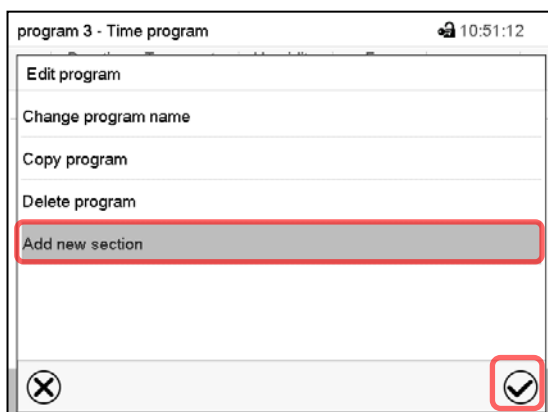 program 3 - Time program 10:51:12
Edit program
Change program name
Copy program
Delete program
Add new section